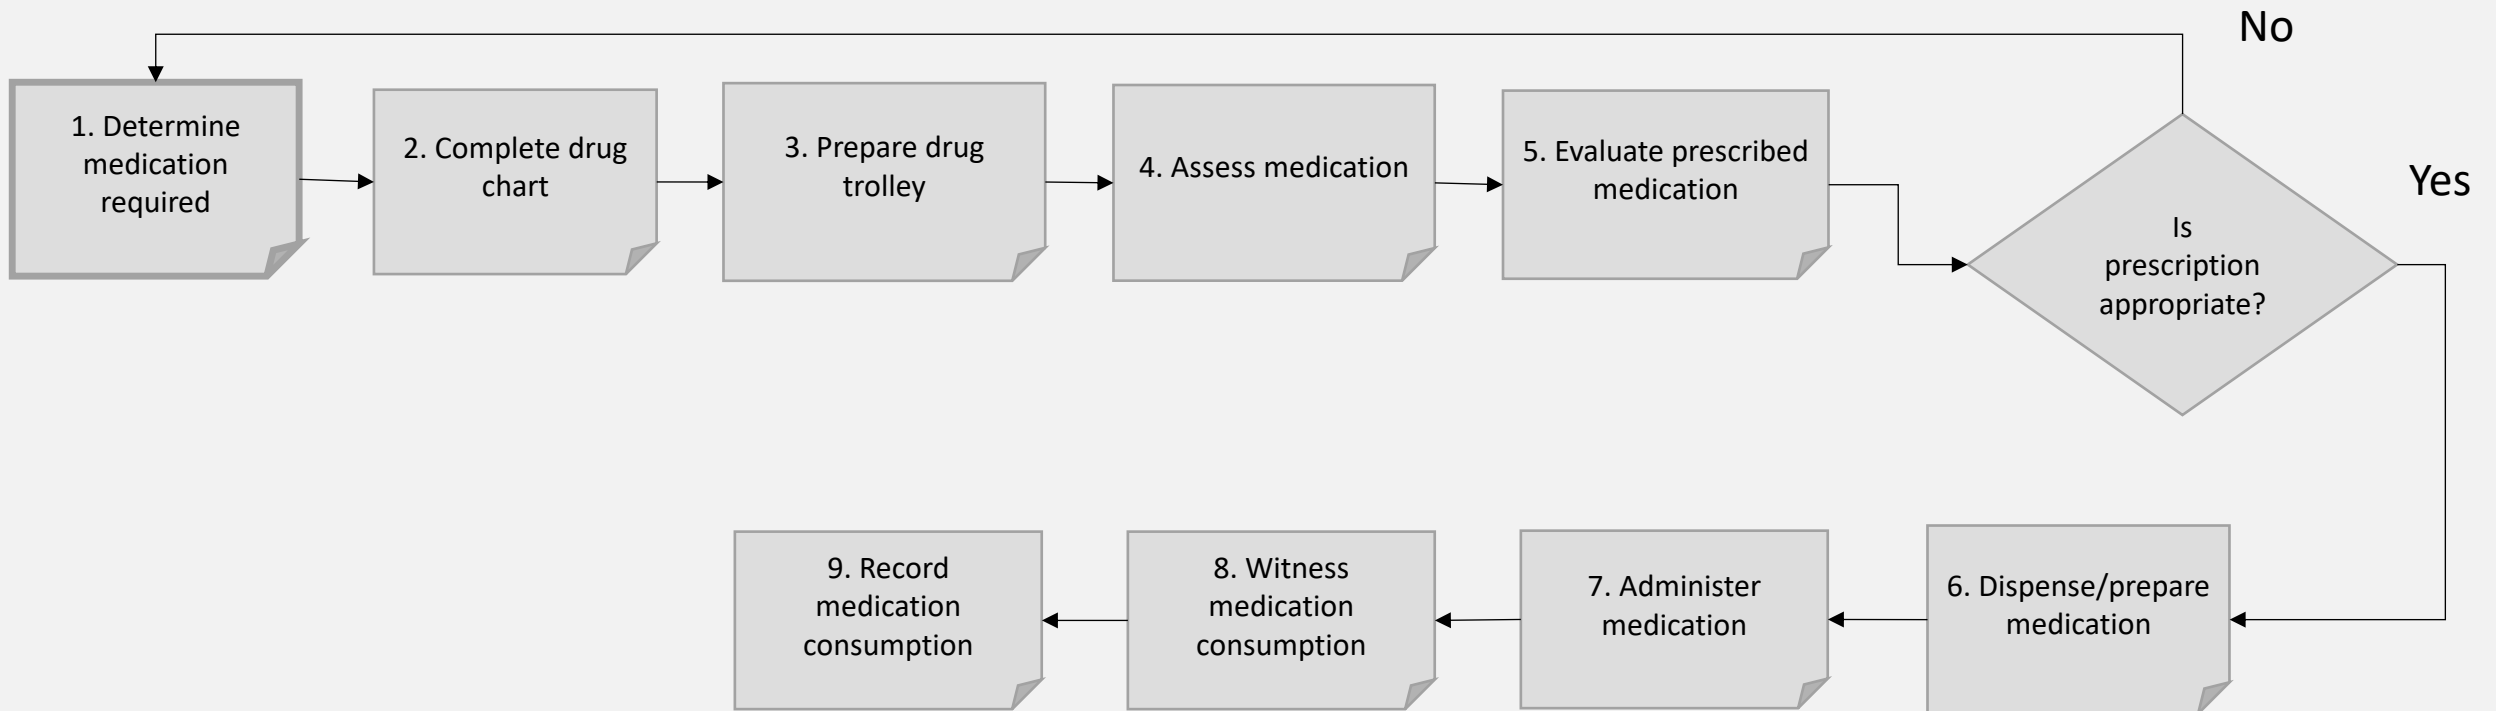 No
1. Determine
medication
required
2. Complete drug
chart
3. Prepare drug
trolley
4. Assess medication
5. Evaluate prescribed
medication
Yes
Is
prescription
appropriate?
9. Record
medication
consumption
8. Witness
medication
consumption
7. Administer
medication
6. Dispense/prepare
medication